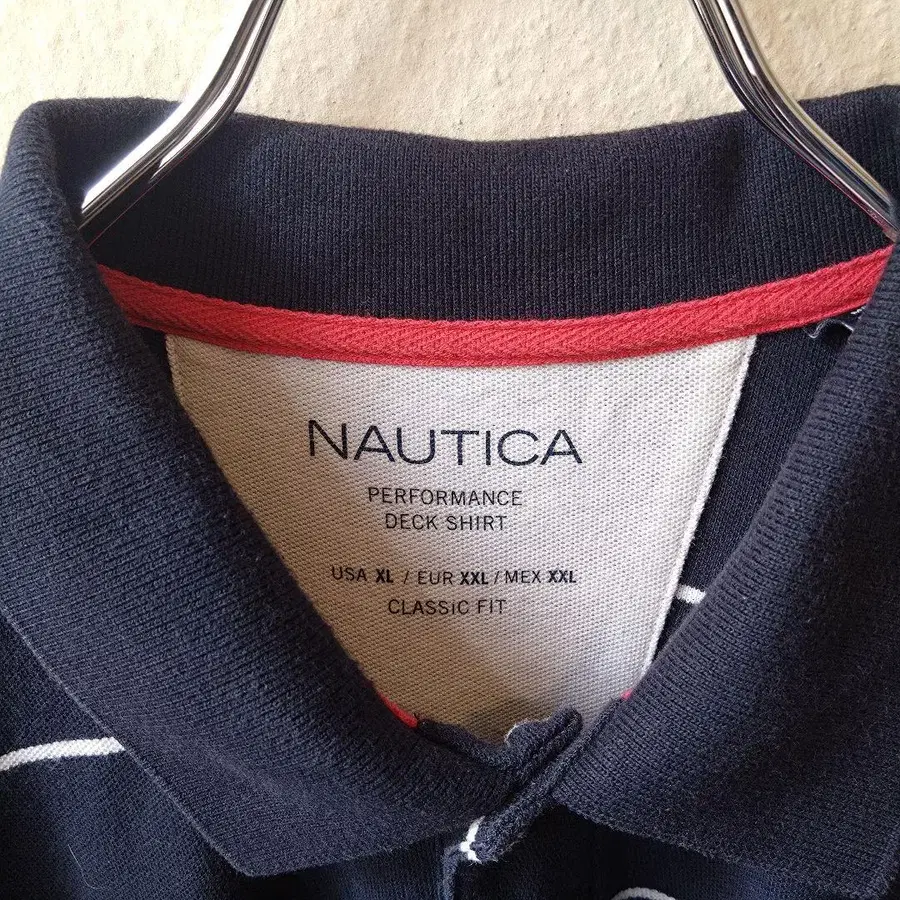 NAUTICA
PERFORMANCE
DECK SHIRT
USA XL / EUR XXL / MEX XXL
CLASSIC FIT